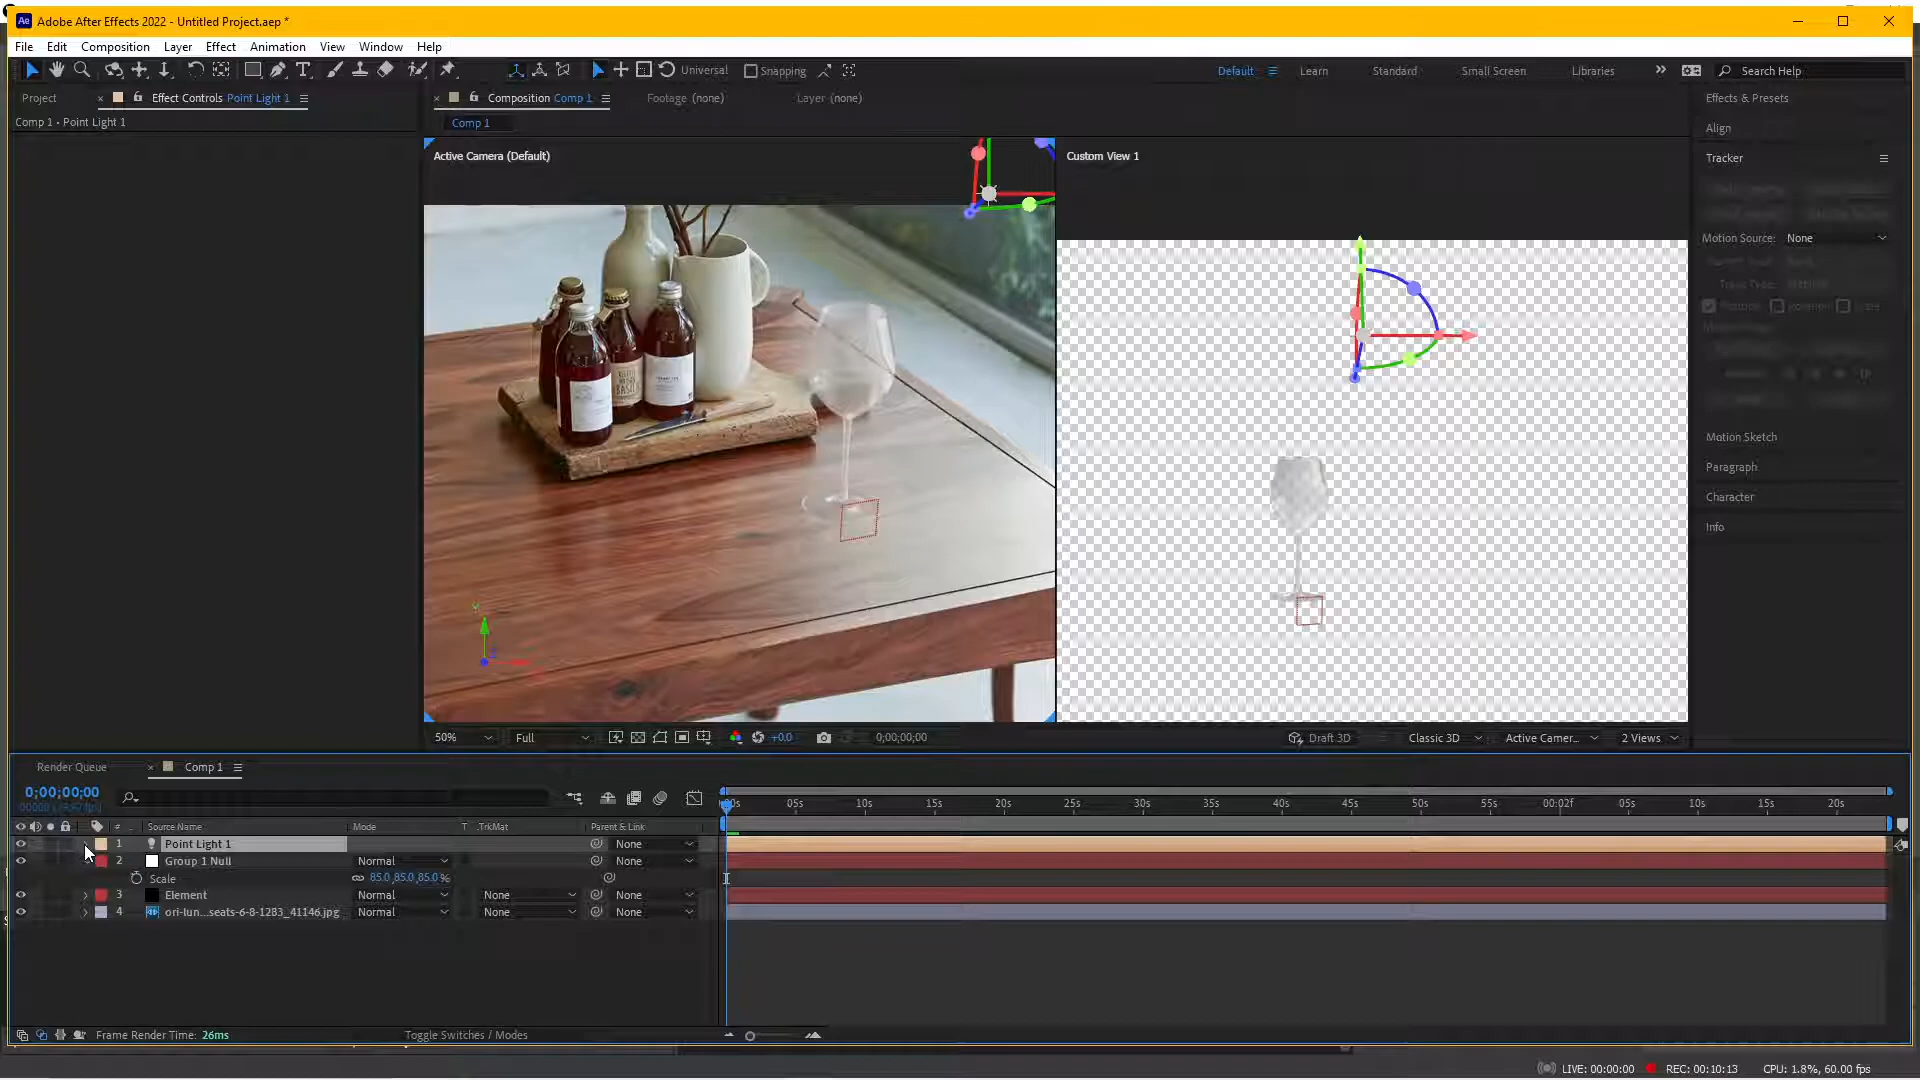 Adobe After Effects 2022 - Untitled Project.aep *
File Edit Composition Layer Effect Animation View Window Help
Universal Snapping Default Learn Standard Small Screen Libraries Search Help
Project Effect Controls Point Light 1 Composition Comp 1 Footage (none) Layer (none) Effects & Presets
Comp 1 • Point Light 1 Comp 1
Align
Active Camera (Default) Custom View 1
Tracker
Motion Source: None
Motion Sketch
Paragraph
Character
Info
50% Full +0.0 0;00;00;00 Draft 3D Classic 3D Active Camer... 2 Views
Render Queue Comp 1
0;00;00;00
05s 10s 15s 20s 25s 30s 35s 40s 45s 50s 55s 00:02f 05s 10s 15s 20s
# Source Name Mode T .TrkMat Parent & Link
1 Point Light 1 None
2 Group 1 Null Normal None
Scale 85.0,85.0,85.0%
3 Element Normal None None
4 ori-lun...seats-6-8-1283_41146.jpg Normal None None
Frame Render Time: 26ms Toggle Switches / Modes
LIVE: 00:00:00 REC: 00:10:13 CPU: 1.8%, 60.00 fps